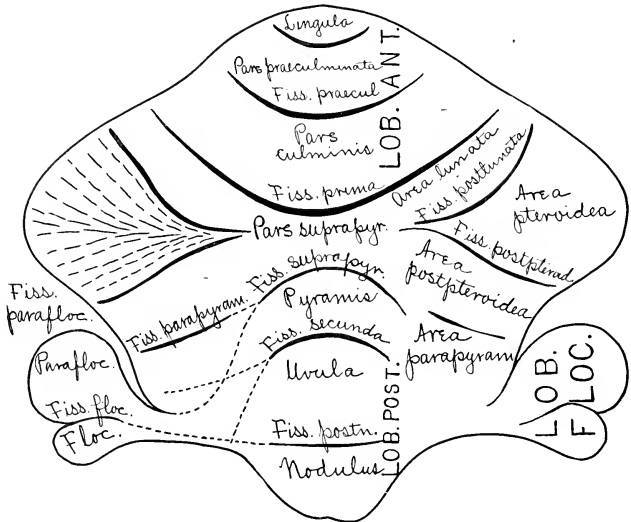 Lingula
LOB. ANT.
Pars praeculminata
Fiss. praecul
Pars
culminis
Fiss. prima
Area lunata
Fiss. postlunata
Area
pteroidea
Pars suprapyr.
Fiss. postpteroid.
Fiss. suprapyr.
Area
postpteroidea
Fiss.
parafloc.
Fiss. parapyram.
Pyramis
Fiss. secunda
Area
parapyram.
Parafloc.
Uvula
LOB. POST.
LOB.
FLOC.
Fiss. floc.
Floc.
Fiss. postn.
Nodulus